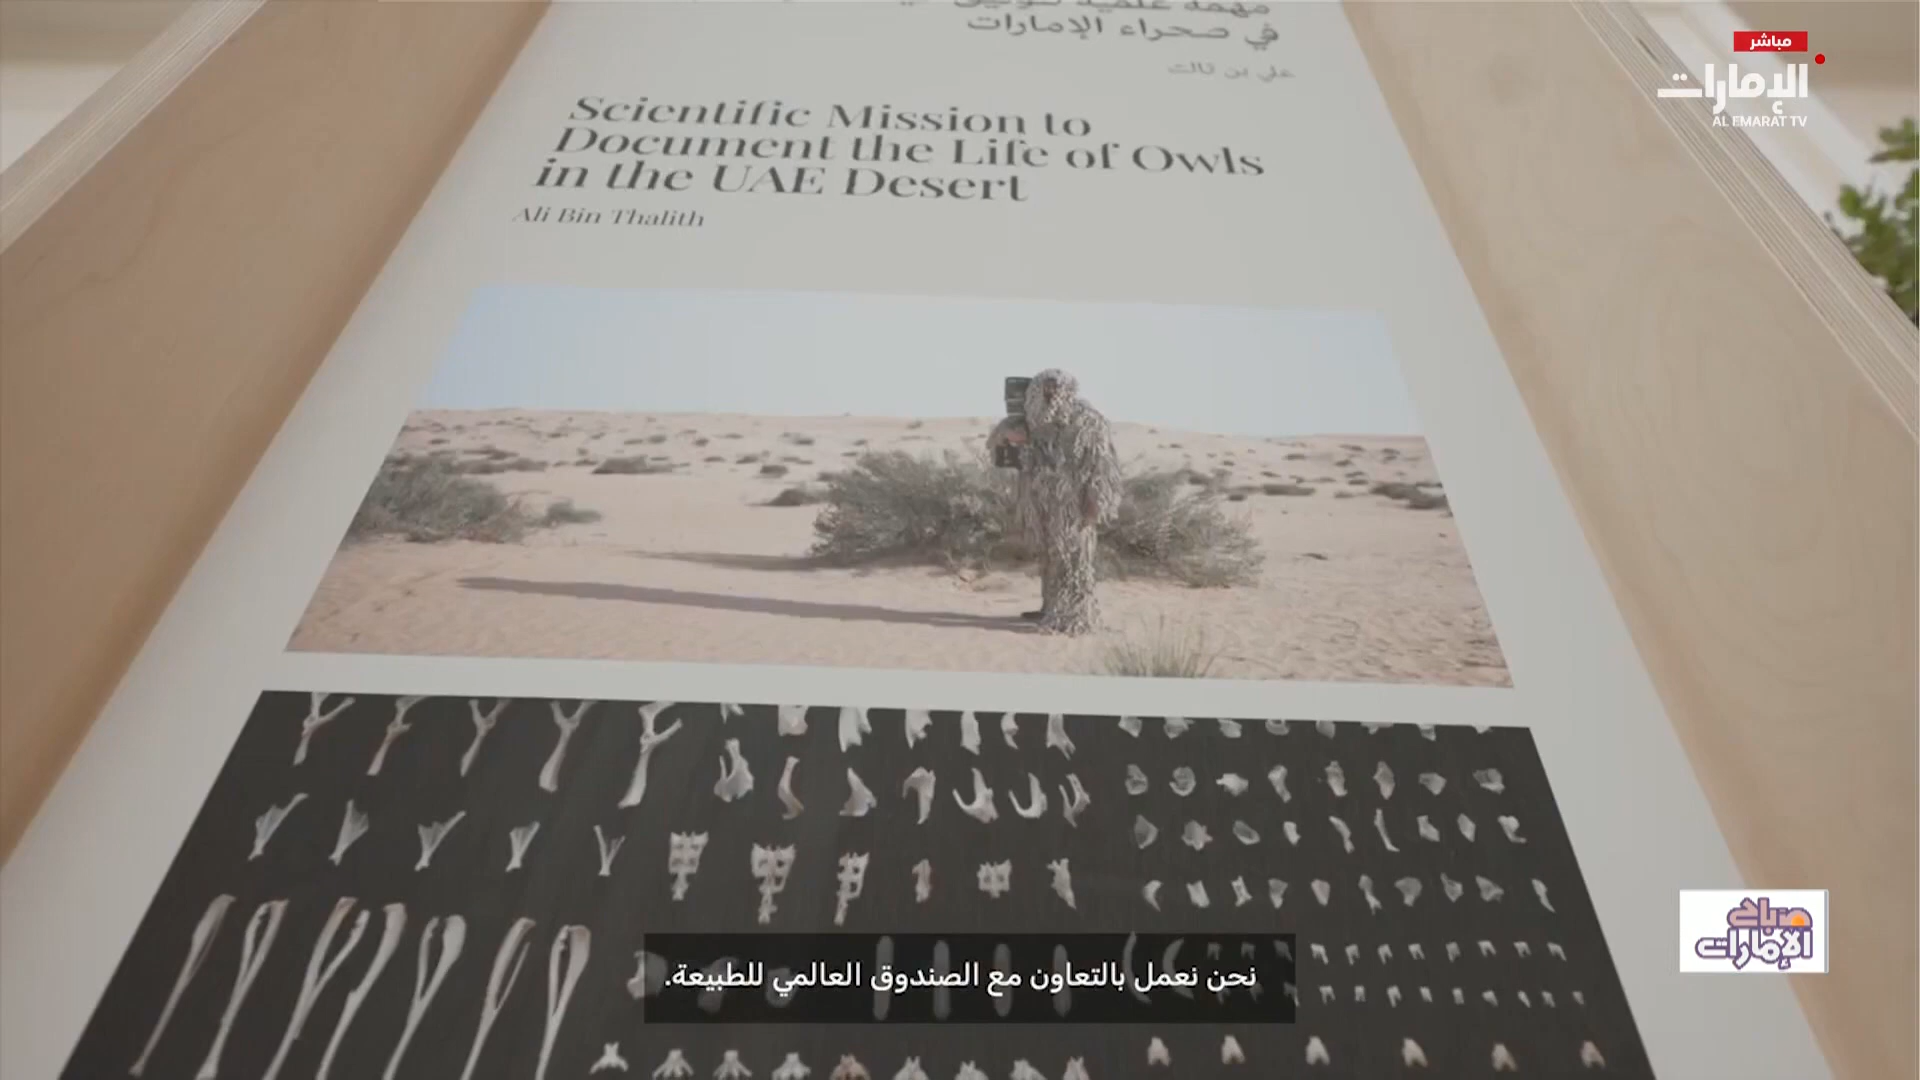 في صحراء الإمارات
علي بن ثالث
Scientific Mission to
Document the Life of Owls
in the UAE Desert
Ali Bin Thalith
مباشر
الإمارات
AL EMARAT TV
صباح
الإمارات
نحن نعمل بالتعاون مع الصندوق العالمي للطبيعة.